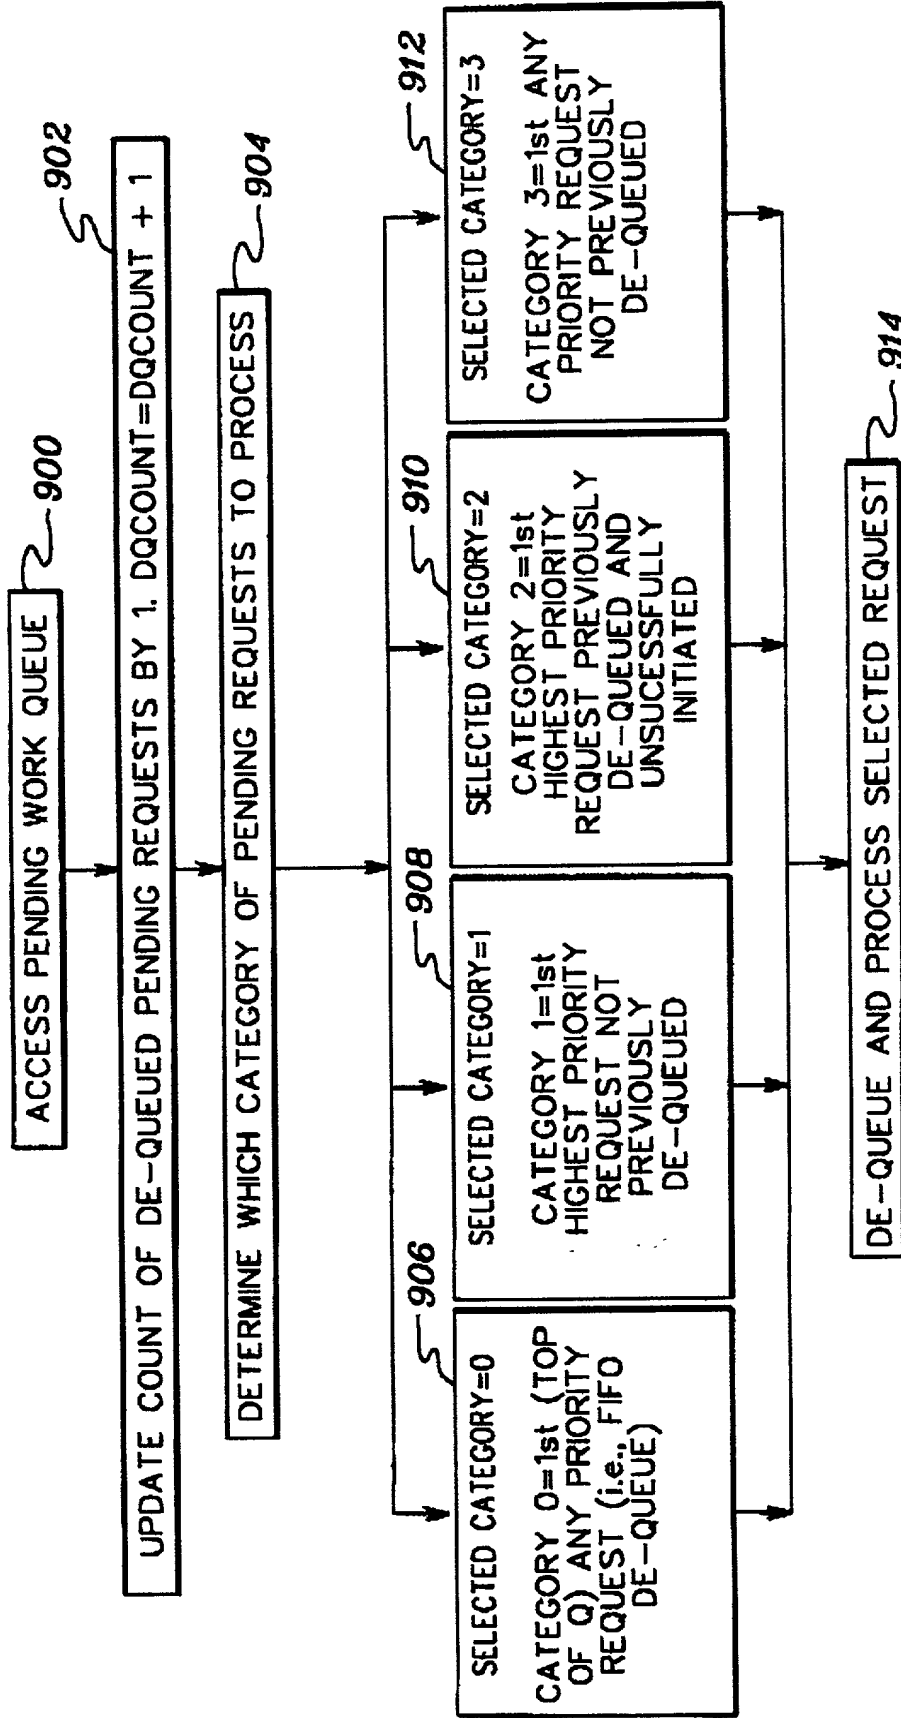 ACCESS PENDING WORK QUEUE
900
UPDATE COUNT OF DE-QUEUED PENDING REQUESTS BY 1. DQCOUNT=DQCOUNT + 1
902
DETERMINE WHICH CATEGORY OF PENDING REQUESTS TO PROCESS
904
906
SELECTED CATEGORY=0
CATEGORY 0=1st (TOP
OF Q) ANY PRIORITY
REQUEST (i.e., FIFO
DE-QUEUE)
908
SELECTED CATEGORY=1
CATEGORY 1=1st
HIGHEST PRIORITY
REQUEST NOT
PREVIOUSLY
DE-QUEUED
910
SELECTED CATEGORY=2
CATEGORY 2=1st
HIGHEST PRIORITY
REQUEST PREVIOUSLY
DE-QUEUED AND
UNSUCESSFULLY
INITIATED
912
SELECTED CATEGORY=3
CATEGORY 3=1st ANY
PRIORITY REQUEST
NOT PREVIOUSLY
DE-QUEUED
DE-QUEUE AND PROCESS SELECTED REQUEST
914